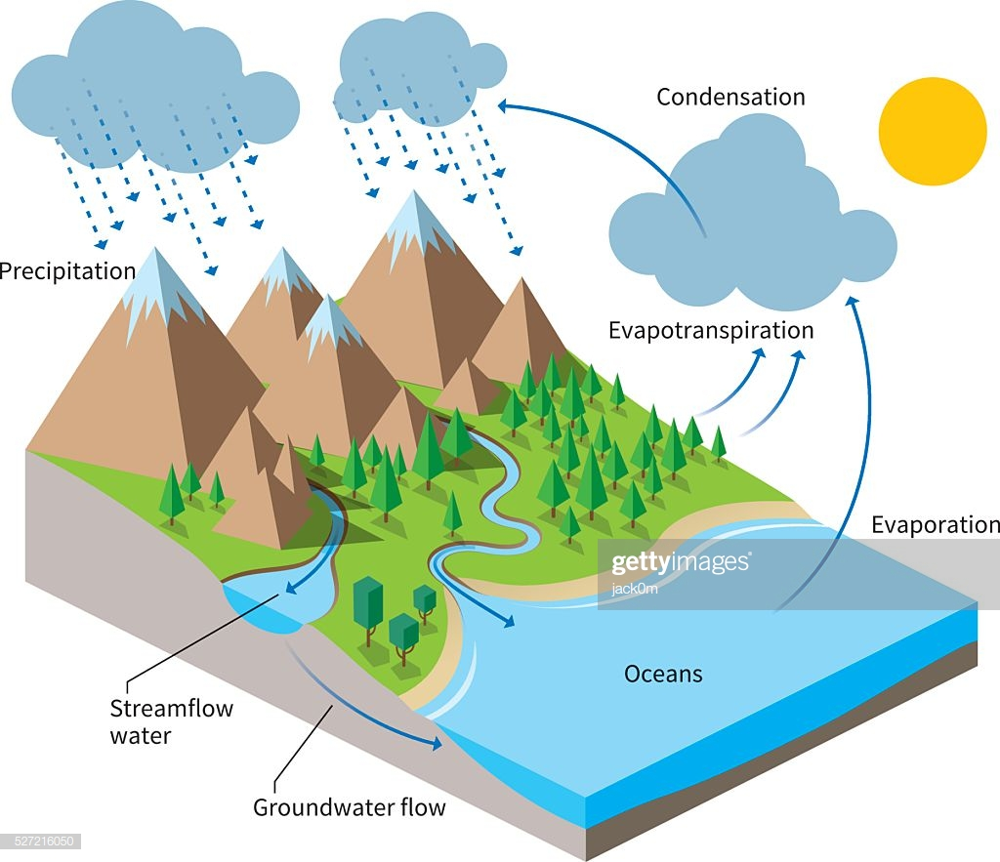 Condensation
Precipitation
Evapotranspiration
Evaporation
gettyimages
jack0m
Oceans
Streamflow
water
Groundwater flow
527216050